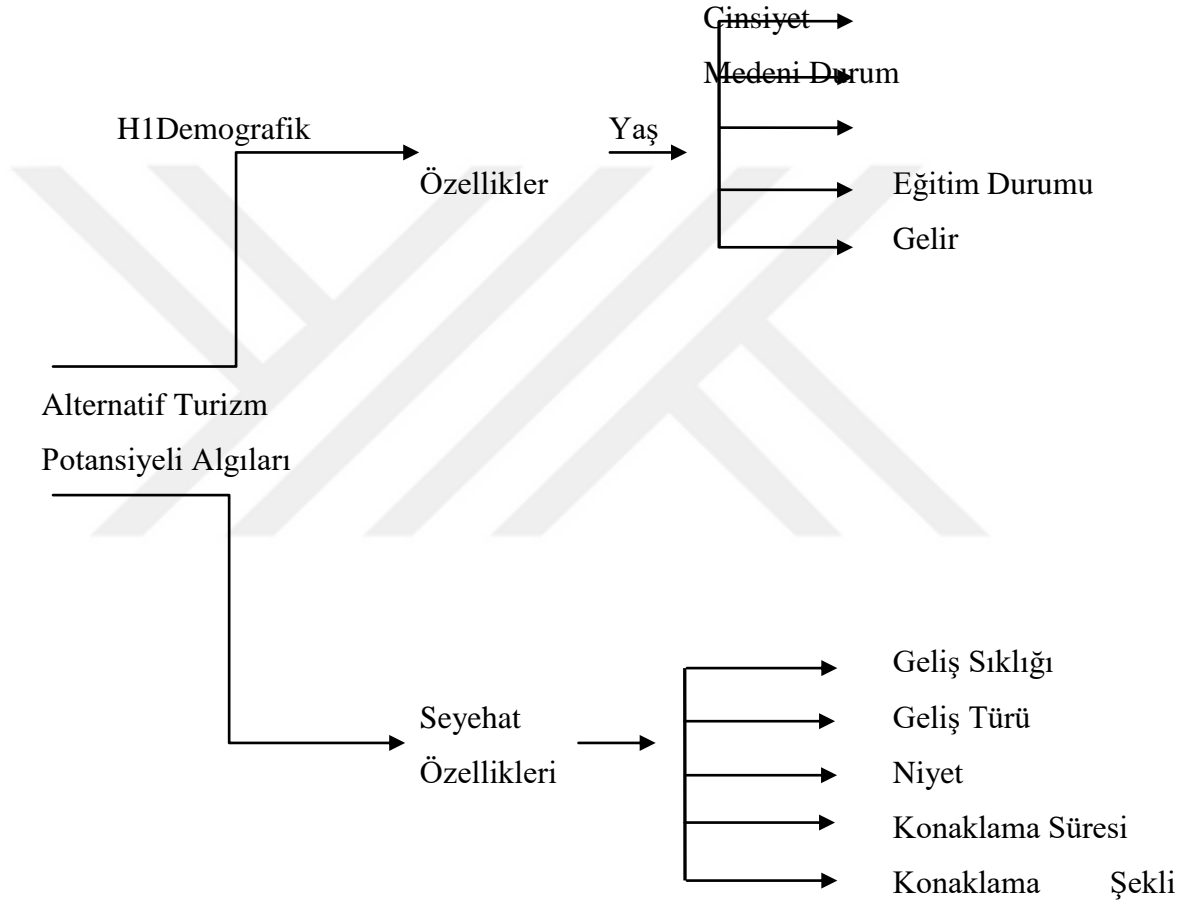 Cinsiyet
Medeni Durum
H1Demografik
Yaş
Özellikler
Eğitim Durumu
Gelir
Alternatif Turizm
Potansiyeli Algıları
Geliş Sıklığı
Seyehat
Geliş Türü
Özellikleri
Niyet
Konaklama Süresi
Konaklama Şekli